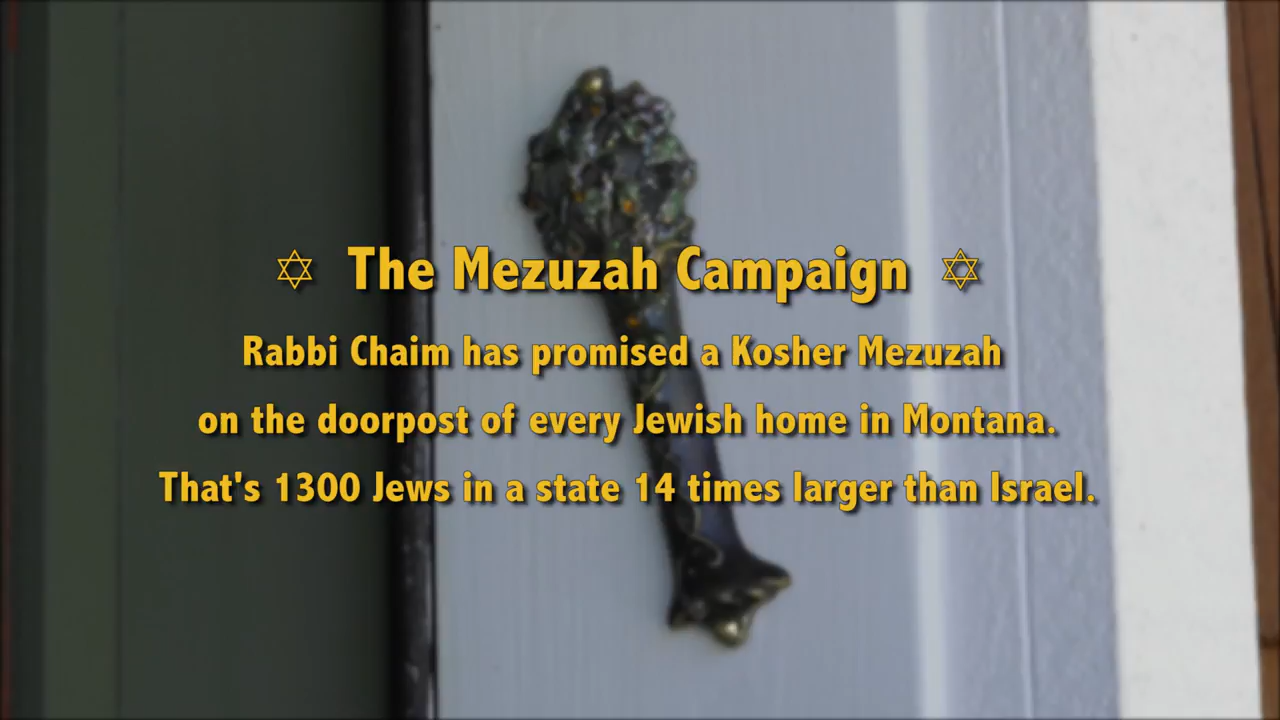 ✡ The Mezuzah Campaign ✡
Rabbi Chaim has promised a Kosher Mezuzah
on the doorpost of every Jewish home in Montana.
That's 1300 Jews in a state 14 times larger than Israel.